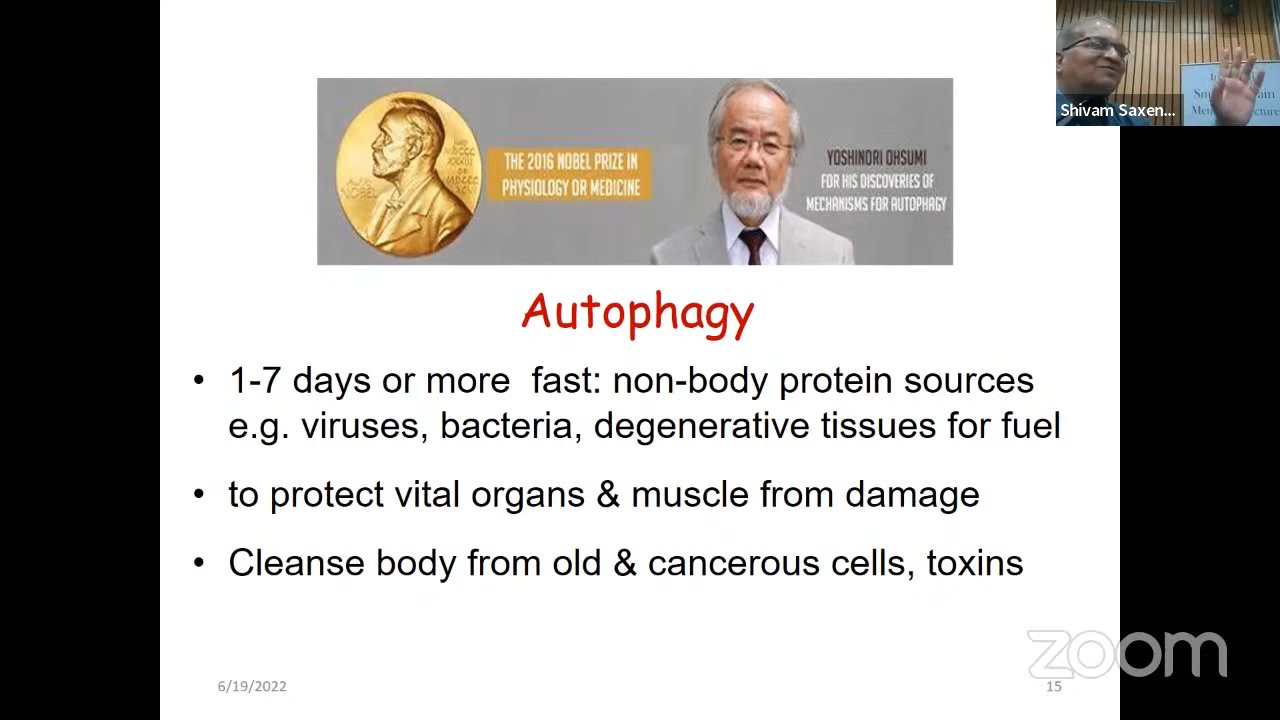 THE 2016 NOBEL PRIZE IN
PHYSIOLOGY OR MEDICINE
YOSHINORI OHSUMI
FOR HIS DISCOVERIES OF
MECHANISMS FOR AUTOPHAGY
Shivam Saxen...
Autophagy
• 1-7 days or more fast: non-body protein sources
e.g. viruses, bacteria, degenerative tissues for fuel
• to protect vital organs & muscle from damage
• Cleanse body from old & cancerous cells, toxins
zoom
6/19/2022
15